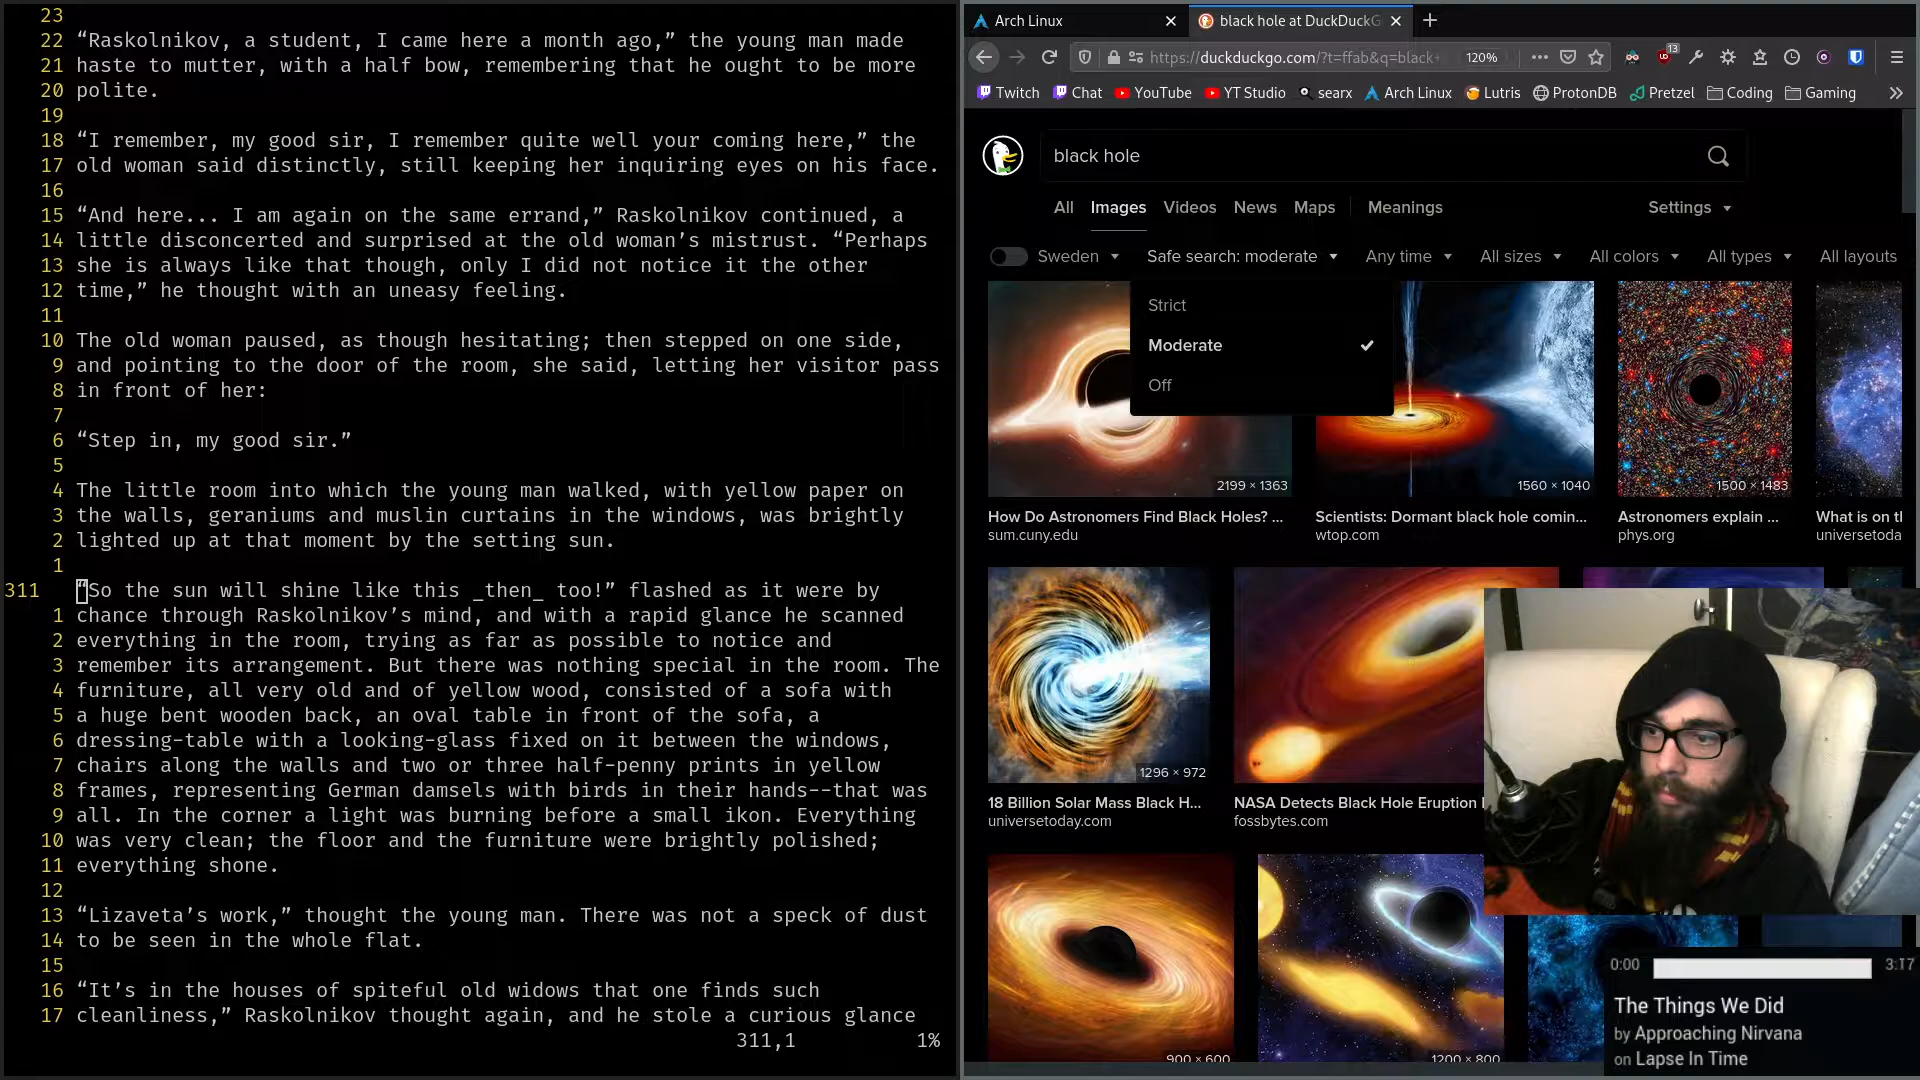 23
22 “Raskolnikov, a student, I came here a month ago,” the young man made
21 haste to mutter, with a half bow, remembering that he ought to be more
20 polite.
19
18 “I remember, my good sir, I remember quite well your coming here,” the
17 old woman said distinctly, still keeping her inquiring eyes on his face.
16
15 “And here... I am again on the same errand,” Raskolnikov continued, a
14 little disconcerted and surprised at the old woman’s mistrust. “Perhaps
13 she is always like that though, only I did not notice it the other
12 time,” he thought with an uneasy feeling.
11
10 The old woman paused, as though hesitating; then stepped on one side,
9 and pointing to the door of the room, she said, letting her visitor pass
8 in front of her:
7
6 “Step in, my good sir.”
5
4 The little room into which the young man walked, with yellow paper on
3 the walls, geraniums and muslin curtains in the windows, was brightly
2 lighted up at that moment by the setting sun.
1
311 “So the sun will shine like this _then_ too!” flashed as it were by
1 chance through Raskolnikov’s mind, and with a rapid glance he scanned
2 everything in the room, trying as far as possible to notice and
3 remember its arrangement. But there was nothing special in the room. The
4 furniture, all very old and of yellow wood, consisted of a sofa with
5 a huge bent wooden back, an oval table in front of the sofa, a
6 dressing-table with a looking-glass fixed on it between the windows,
7 chairs along the walls and two or three half-penny prints in yellow
8 frames, representing German damsels with birds in their hands--that was
9 all. In the corner a light was burning before a small ikon. Everything
10 was very clean; the floor and the furniture were brightly polished;
11 everything shone.
12
13 “Lizaveta’s work,” thought the young man. There was not a speck of dust
14 to be seen in the whole flat.
15
16 “It’s in the houses of spiteful old widows that one finds such
17 cleanliness,” Raskolnikov thought again, and he stole a curious glance
311,1 1%
Arch Linux black hole at DuckDuckG
https://duckduckgo.com/?t=ffab&q=black+ 120% 13
Twitch Chat YouTube YT Studio searx Arch Linux Lutris ProtonDB Pretzel Coding Gaming
black hole
All Images Videos News Maps Meanings Settings
Sweden Safe search: moderate Any time All sizes All colors All types All layouts
Strict
Moderate
Off
2199 × 1363 1560 × 1040 1500 × 1483
How Do Astronomers Find Black Holes? ... Scientists: Dormant black hole comin... Astronomers explain ... What is on t
sum.cuny.edu wtop.com phys.org universetoda
1296 × 972
18 Billion Solar Mass Black H... NASA Detects Black Hole Eruption
universetoday.com fossbytes.com
900 × 600 1200 × 800
0:00 3:17
The Things We Did
by Approaching Nirvana
on Lapse In Time